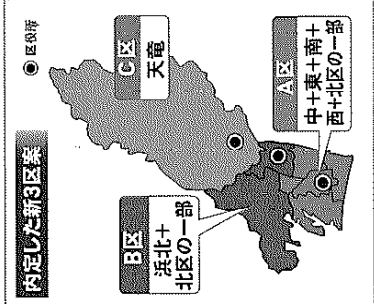 内定した新3区案
◉区役所
C区
天竜
B区
浜北+
北区の一部
A区
中+東+南+
西+北区の一部